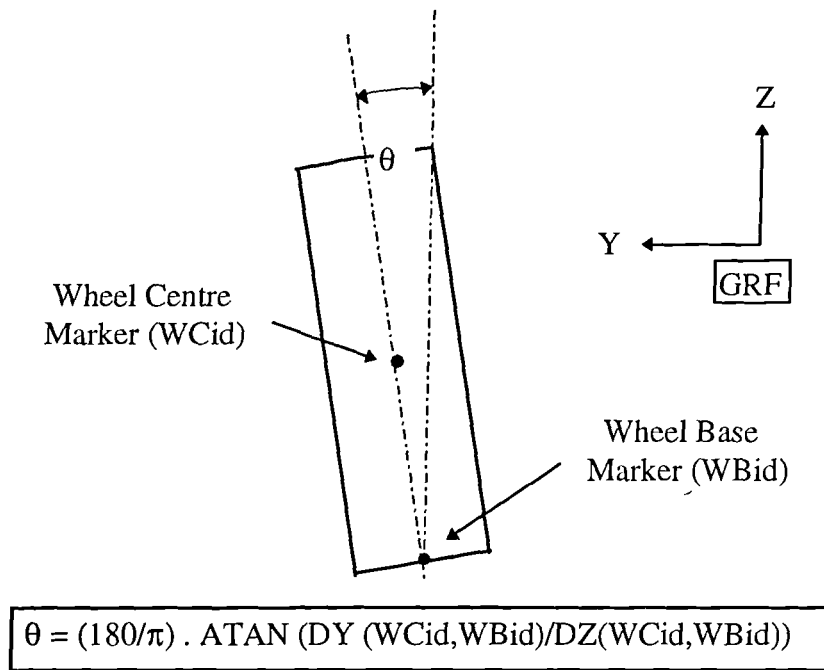 θ
Z
Y
GRF
Wheel Centre
Marker (WCid)
Wheel Base
Marker (WBid)
θ = (180/π) . ATAN (DY (WCid,WBid)/DZ(WCid,WBid))